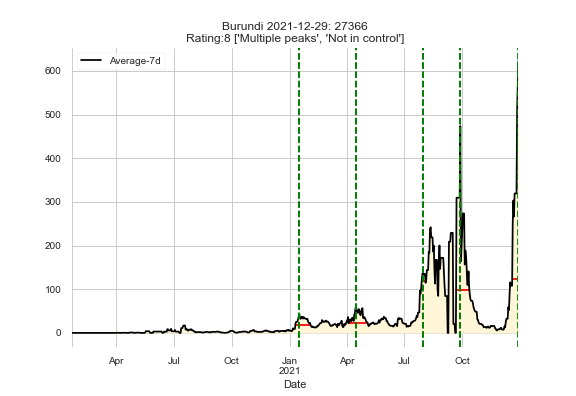 Burundi 2021-12-29: 27366
Rating:8 ['Multiple peaks', 'Not in control']
Average-7d
600
500
400
300
200
100
0
Apr Jul Oct Jan Apr Jul Oct
2021
Date